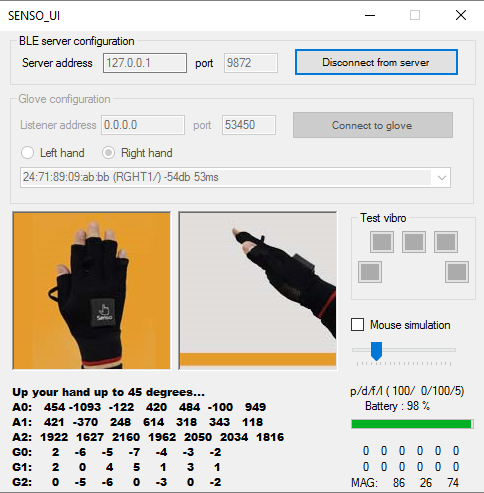 SENSO_UI
BLE server configuration
Server address 127.0.0.1 port 9872 Disconnect from server
Glove configuration
Listener address 0.0.0.0 port 53450 Connect to glove
Left hand Right hand
24:71:89:09:ab:bb (RGHT1/) -54db 53ms
Test vibro
Senso
Mouse simulation
Up your hand up to 45 degrees...
A0: 454 -1093 -122 420 484 -100 949
A1: 421 -370 248 614 318 343 118
A2: 1922 1627 2160 1962 2050 2034 1816
G0: 2 -6 -5 -7 -4 -3 -2
G1: 2 0 4 5 1 3 1
G2: 0 -5 -6 0 -3 0 -2
p/d/f/l ( 100/ 0/100/5)
Battery : 98 %
0 0 0 0 0 0
0 0 0 0 0 0
MAG: 86 26 74